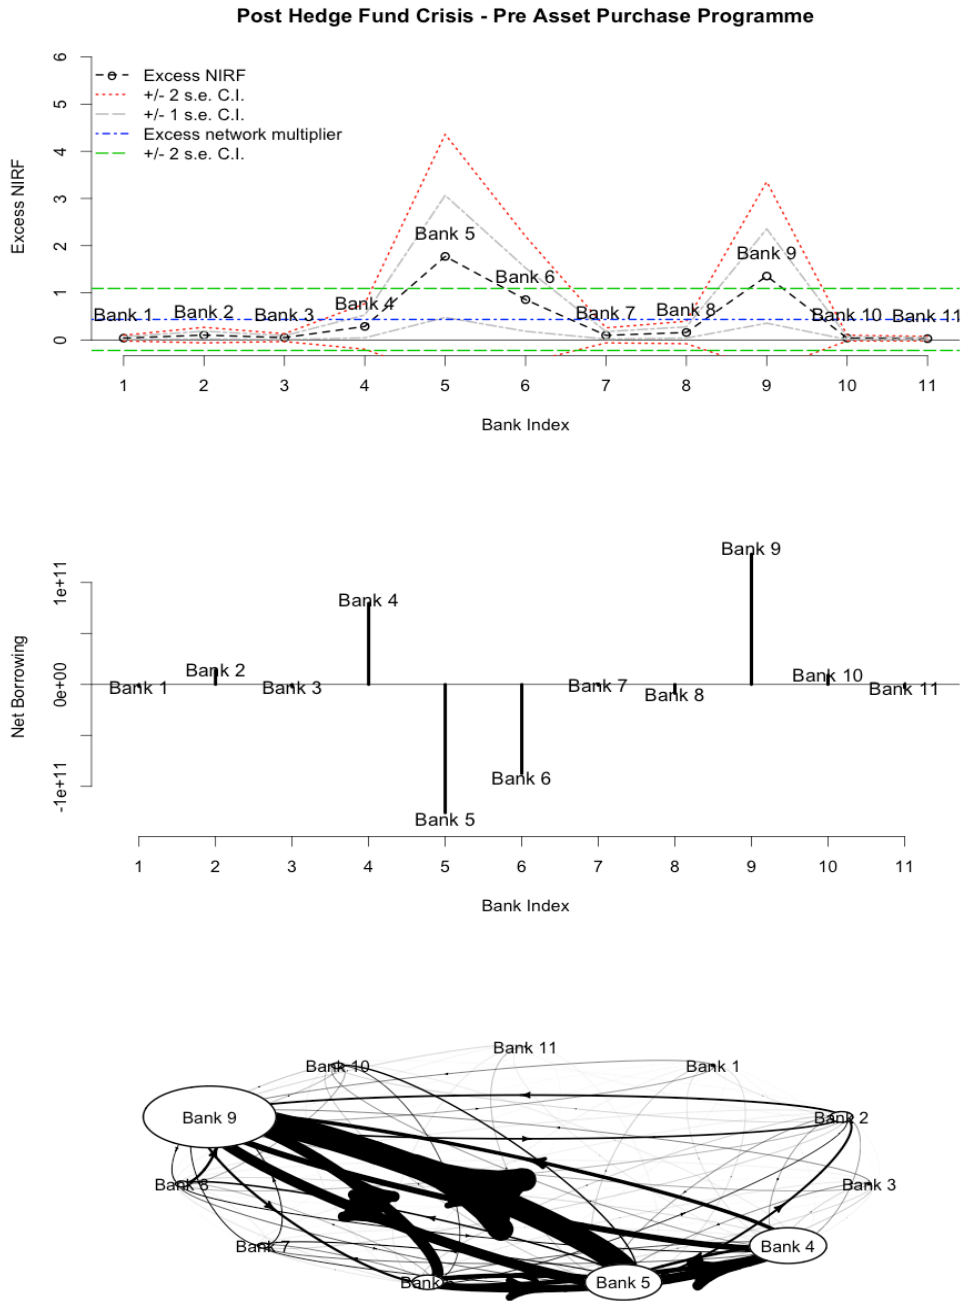 Post Hedge Fund Crisis - Pre Asset Purchase Programme
Excess NIRF
6
5
4
3
2
1
0
Excess NIRF
+/- 2 s.e. C.I.
+/- 1 s.e. C.I.
Excess network multiplier
+/- 2 s.e. C.I.
Bank 1
Bank 2
Bank 3
Bank 4
Bank 5
Bank 6
Bank 7
Bank 8
Bank 9
Bank 10
Bank 11
1 2 3 4 5 6 7 8 9 10 11
Bank Index
Net Borrowing
1e+11
0e+00
-1e+11
Bank 1
Bank 2
Bank 3
Bank 4
Bank 5
Bank 6
Bank 7
Bank 8
Bank 9
Bank 10
Bank 11
1 2 3 4 5 6 7 8 9 10 11
Bank Index
Bank 11
Bank 10
Bank 1
Bank 9
Bank 2
Bank 8
Bank 3
Bank 7
Bank 4
Bank
Bank 5